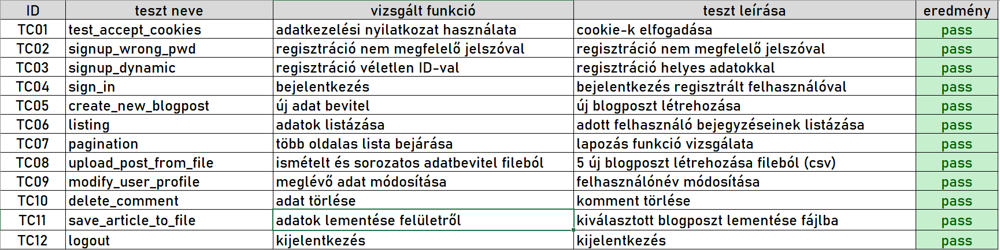 ID teszt neve vizsgált funkció teszt leírása eredmény
TC01 test_accept_cookies adatkezelési nyilatkozat használata cookie-k elfogadása pass
TC02 signup_wrong_pwd regisztráció nem megfelelő jelszóval regisztráció nem megfelelő jelszóval pass
TC03 signup_dynamic regisztráció véletlen ID-val regisztráció helyes adatokkal pass
TC04 sign_in bejelentkezés bejelentkezés regisztrált felhasználóval pass
TC05 create_new_blogpost új adat bevitel új blogposzt létrehozása pass
TC06 listing adatok listázása adott felhasználó bejegyzéseinek listázása pass
TC07 pagination több oldalas lista bejárása lapozás funkció vizsgálata pass
TC08 upload_post_from_file ismételt és sorozatos adatbevitel fileból 5 új blogposzt létrehozása fileból (csv) pass
TC09 modify_user_profile meglévő adat módosítása felhasználónév módosítása pass
TC10 delete_comment adat törlése komment törlése pass
TC11 save_article_to_file adatok lementése felületről kiválasztott blogposzt lementése fájlba pass
TC12 logout kijelentkezés kijelentkezés pass